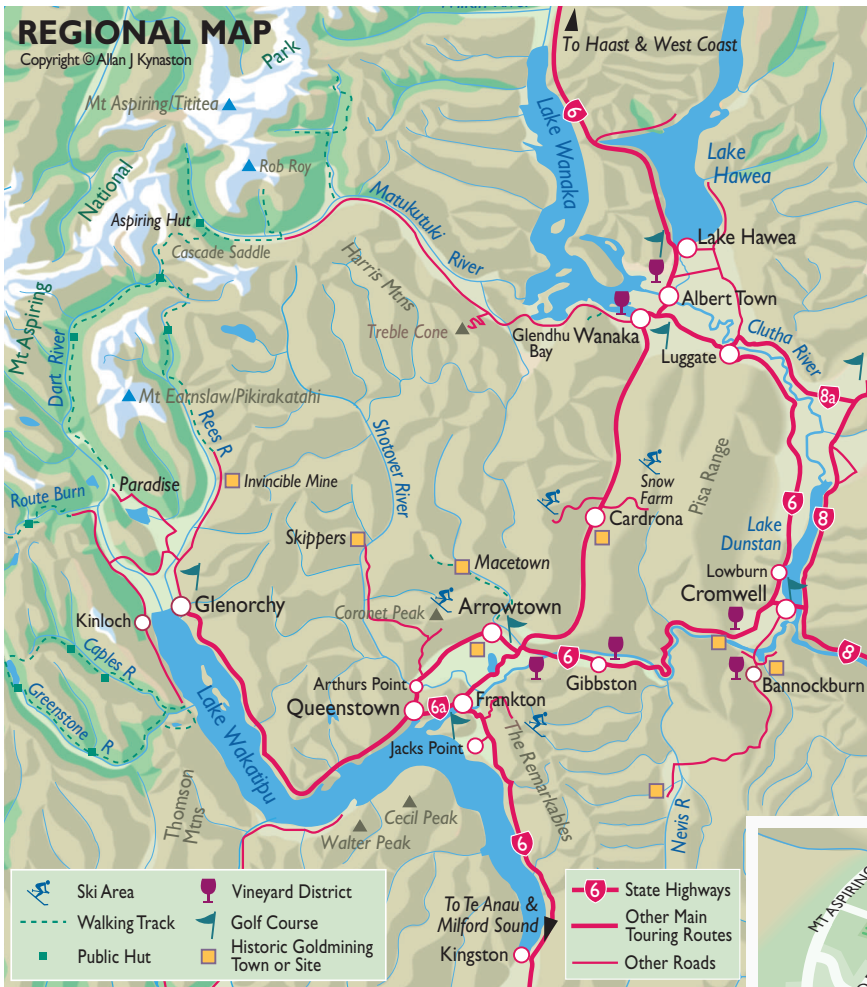 REGIONAL MAP
Copyright © Allan J Kynaston
To Haast & West Coast
6
Park
Mt Aspiring/Tititea
Rob Roy
National
Aspiring Hut
Cascade Saddle
Mt Aspiring
Dart River
Matukutuki
River
Harris Mtns
Treble Cone
Lake Wanaka
Lake
Hawea
Lake Hawea
Albert Town
Glendhu
Bay
Wanaka
Luggate
Clutha River
8a
Mt Earnslaw/Pikirakatahi
Rees R
Shotover River
Paradise
Invincible Mine
Route Burn
Skippers
Snow
Farm
Cardrona
Pisa Range
6
8
Lake
Dunstan
Lowburn
Cromwell
Macetown
Coronet Peak
Arrowtown
Glenorchy
Kinloch
Caples R
Greenstone R
8
6
Gibbston
Bannockburn
Arthurs Point
Queenstown
6a
Frankton
Jacks Point
The Remarkables
Lake Wakatipu
Thomson
Mtns
Cecil Peak
Walter Peak
Nevis R
6
To Te Anau &
Milford Sound
Kingston
Ski Area
Walking Track
Public Hut
Vineyard District
Golf Course
Historic Goldmining
Town or Site
6
State Highways
Other Main
Touring Routes
Other Roads
MT ASPIRING